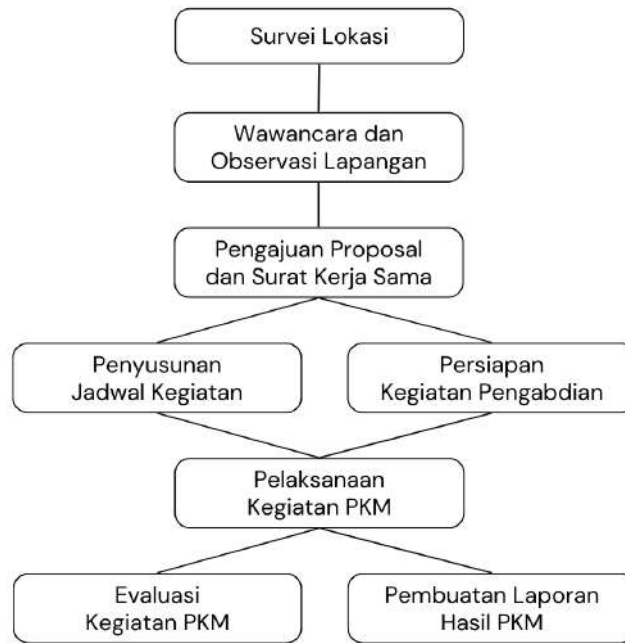 Survei Lokasi
Wawancara dan
Observasi Lapangan
Pengajuan Proposal
dan Surat Kerja Sama
Penyusunan
Jadwal Kegiatan
Persiapan
Kegiatan Pengabdian
Pelaksanaan
Kegiatan PKM
Evaluasi
Kegiatan PKM
Pembuatan Laporan
Hasil PKM